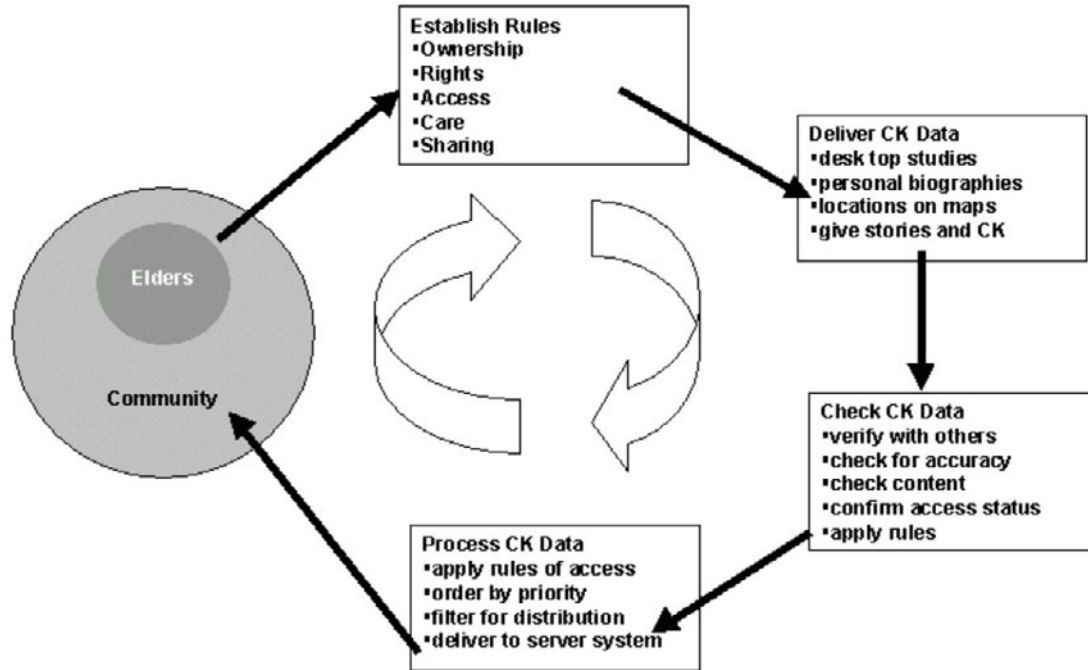 Establish Rules
▪Ownership
▪Rights
▪Access
▪Care
▪Sharing
Deliver CK Data
▪desk top studies
▪personal biographies
▪locations on maps
▪give stories and CK
Elders
Community
Check CK Data
▪verify with others
▪check for accuracy
▪check content
▪confirm access status
▪apply rules
Process CK Data
▪apply rules of access
▪order by priority
▪filter for distribution
▪deliver to server system